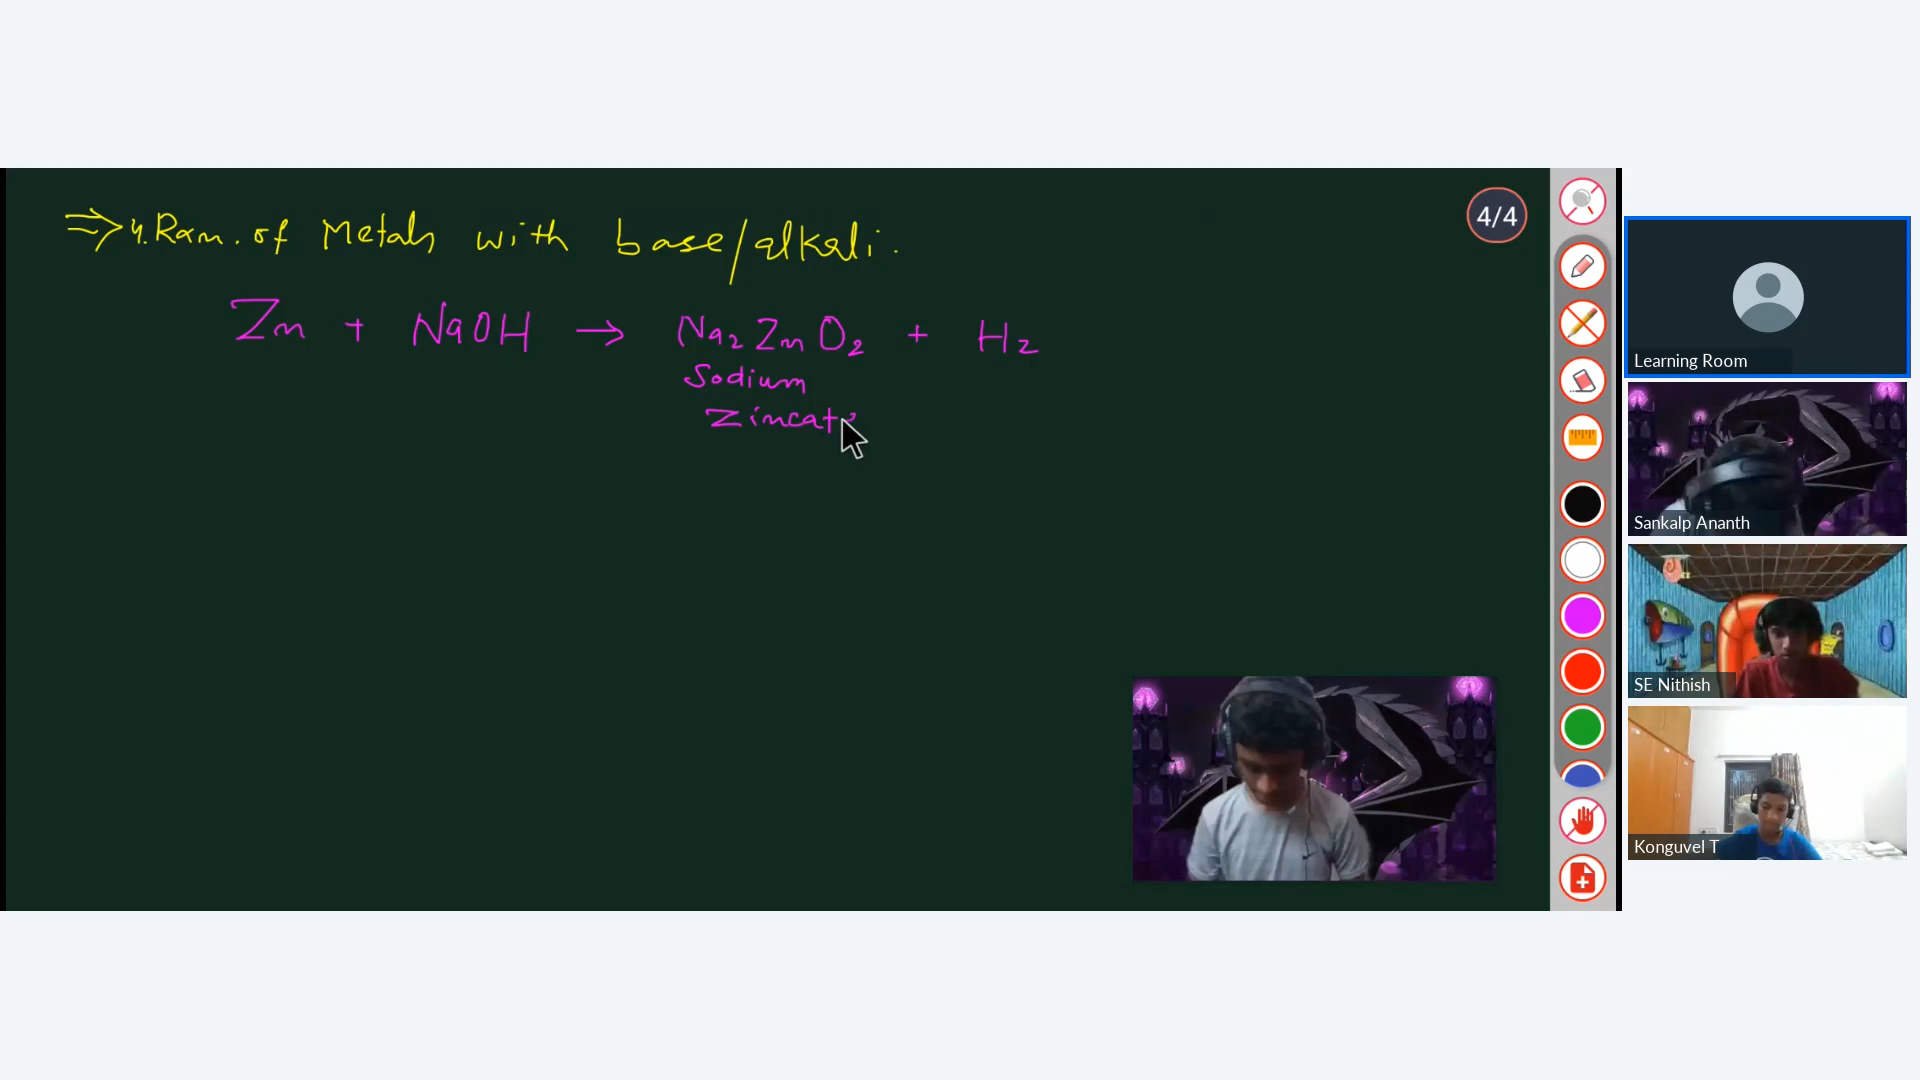 ⇒ 4. Rxn. of Metals with base/alkali.
4/4
Zn + NaOH → Na₂ZnO₂ + H₂
Sodium
Zincate
Learning Room
Sankalp Ananth
SE Nithish
Konguvel T